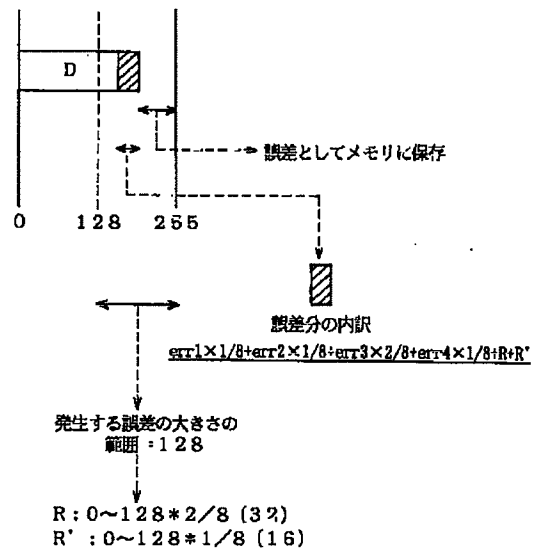 D
誤差としてメモリに保存
0 128 255
誤差分の内訳
err1×1/8+err2×1/8+err3×2/8+err4×1/8+R+R'
発生する誤差の大きさの
範囲:128
R:0~128*2/8(32)
R':0~128*1/8(16)